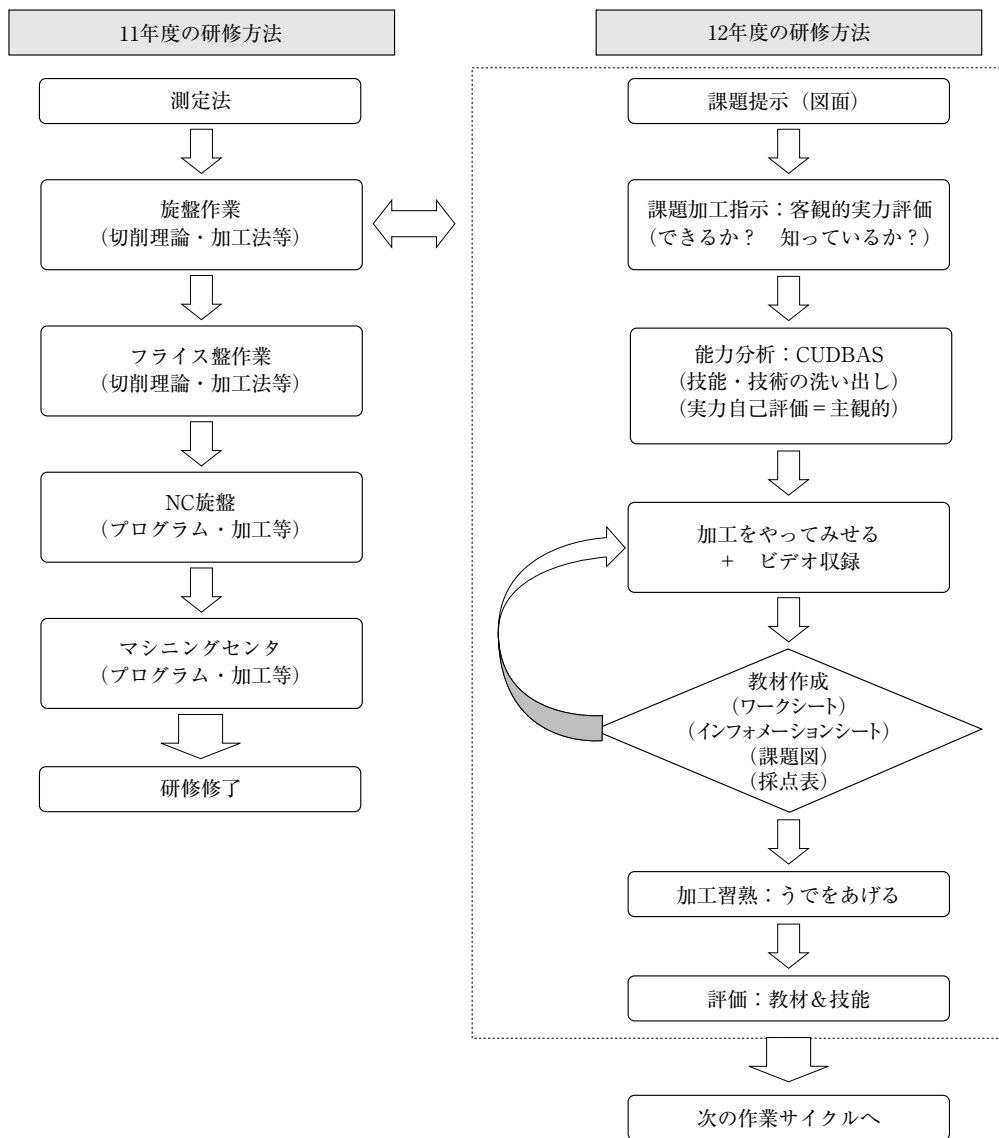 11年度の研修方法
測定法
旋盤作業
（切削理論・加工法等）
フライス盤作業
（切削理論・加工法等）
NC旋盤
（プログラム・加工等）
マシニングセンタ
（プログラム・加工等）
研修修了
12年度の研修方法
課題提示（図面）
課題加工指示：客観的実力評価
（できるか？　知っているか？）
能力分析：CUDBAS
（技能・技術の洗い出し）
（実力自己評価＝主観的）
加工をやってみせる
＋　ビデオ収録
教材作成
（ワークシート）
（インフォメーションシート）
（課題図）
（採点表）
加工習熟：うでをあげる
評価：教材＆技能
次の作業サイクルへ